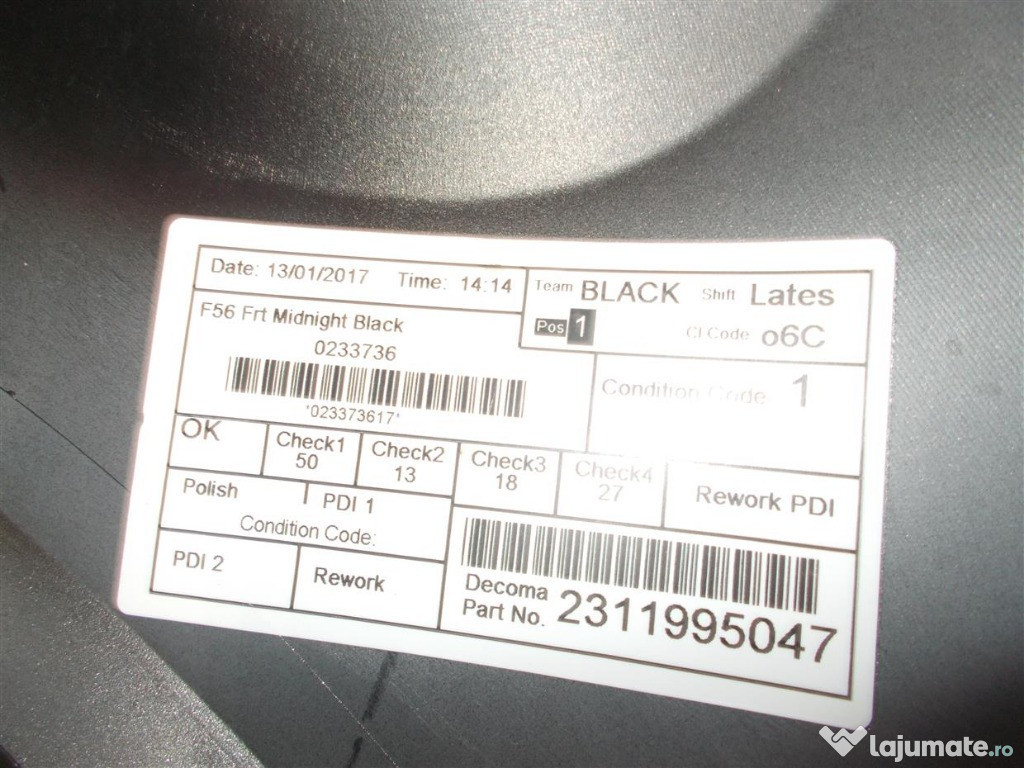 Date: 13/01/2017 Time: 14:14
Team BLACK Shift Lates
Pos 1 CI Code o6C
F56 Frt Midnight Black
0233736
*023373617*
Condition Code 1
OK
Check1
50
Check2
13
Check3
18
Check4
27
Rework PDI
Polish PDI 1
Condition Code:
PDI 2
Rework
Decoma
Part No. 2311995047
lajumate.ro